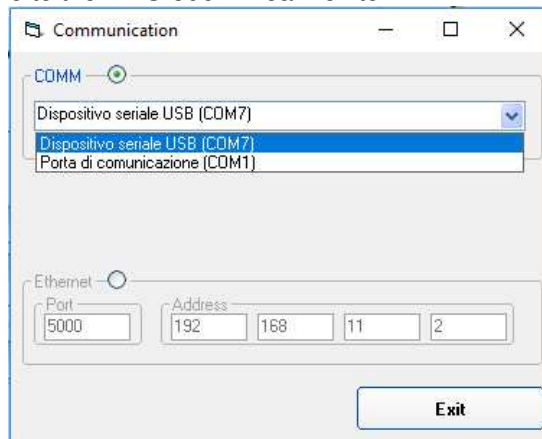 Communication
COMM
Dispositivo seriale USB (COM7)
Dispositivo seriale USB (COM7)
Porta di comunicazione (COM1)
Ethernet
Port
Address
5000
192
168
11
2
Exit